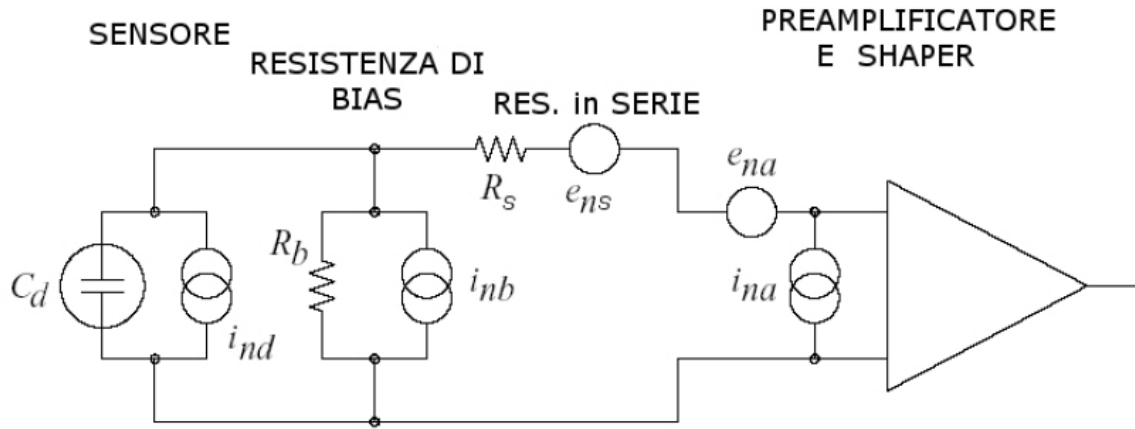 SENSORE
RESISTENZA DI
BIAS
RES. in SERIE
PREAMPLIFICATORE
E SHAPER
C_d
i_nd
R_b
i_nb
R_s
e_ns
e_na
i_na